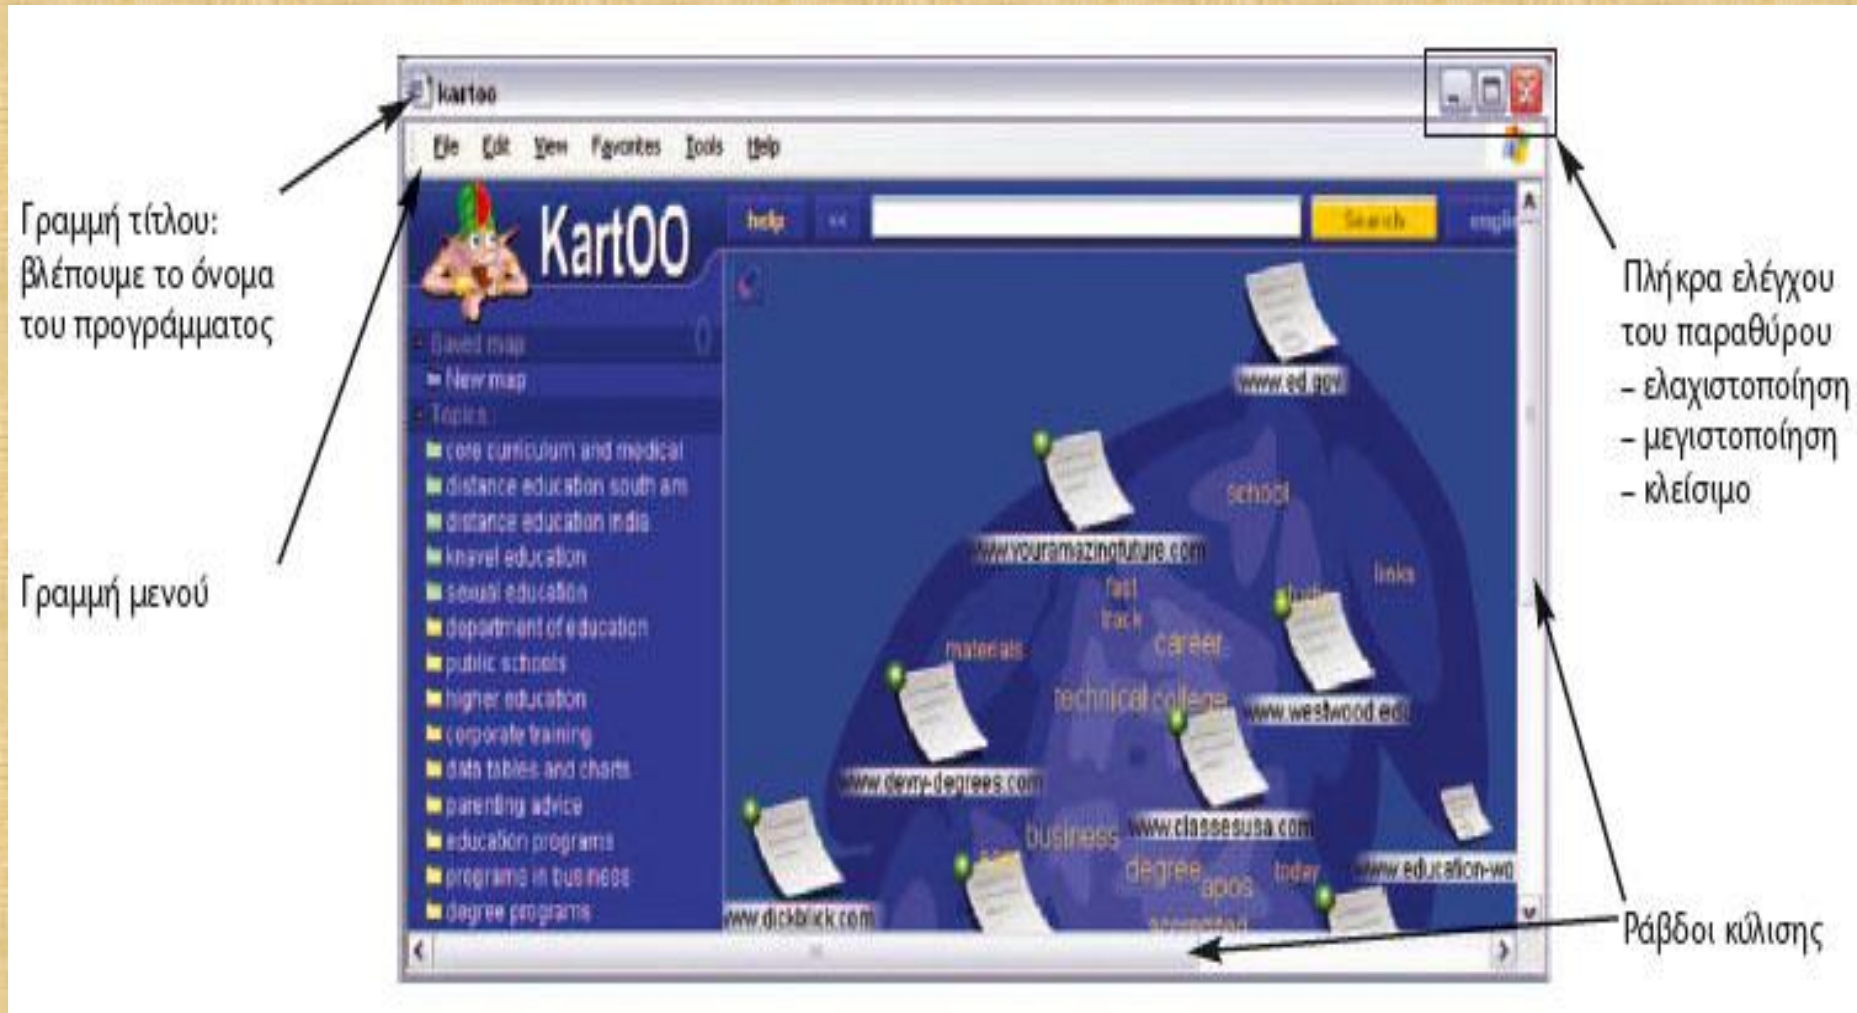 kartoo
File Edit View Favorites Tools Help
Γραμμή τίτλου:
βλέπουμε το όνομα
του προγράμματος
Γραμμή μενού
KartOO
help << Search englis
Saved map
New map
Topics
core curriculum and medical
distance education south am
distance education india
knavel education
sexual education
department of education
public schools
higher education
corporate training
data tables and charts
parenting advice
education programs
programs in business
degree programs
www.ed.gov
school
www.youramazingfuture.com
links
fast
track
materials
career
technical college
www.westwood.edu
www.devry-degrees.com
business
www.classesusa.com
degree
apos
today
www.education-wo
www.dickblick.com
Πλήκρα ελέγχου
του παραθύρου
– ελαχιστοποίηση
– μεγιστοποίηση
– κλείσιμο
Ράβδοι κύλισης